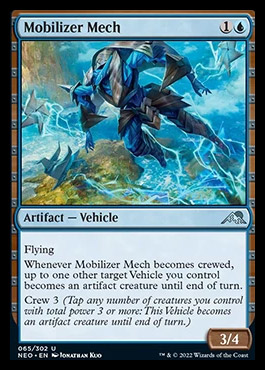 Mobilizer Mech 1
Artifact — Vehicle
Flying
Whenever Mobilizer Mech becomes crewed,
up to one other target Vehicle you control
becomes an artifact creature until end of turn.
Crew 3 (Tap any number of creatures you control
with total power 3 or more: This Vehicle becomes
an artifact creature until end of turn.)
3/4
065/302 U
NEO • EN Jonathan Kuo
™ & © 2022 Wizards of the Coast